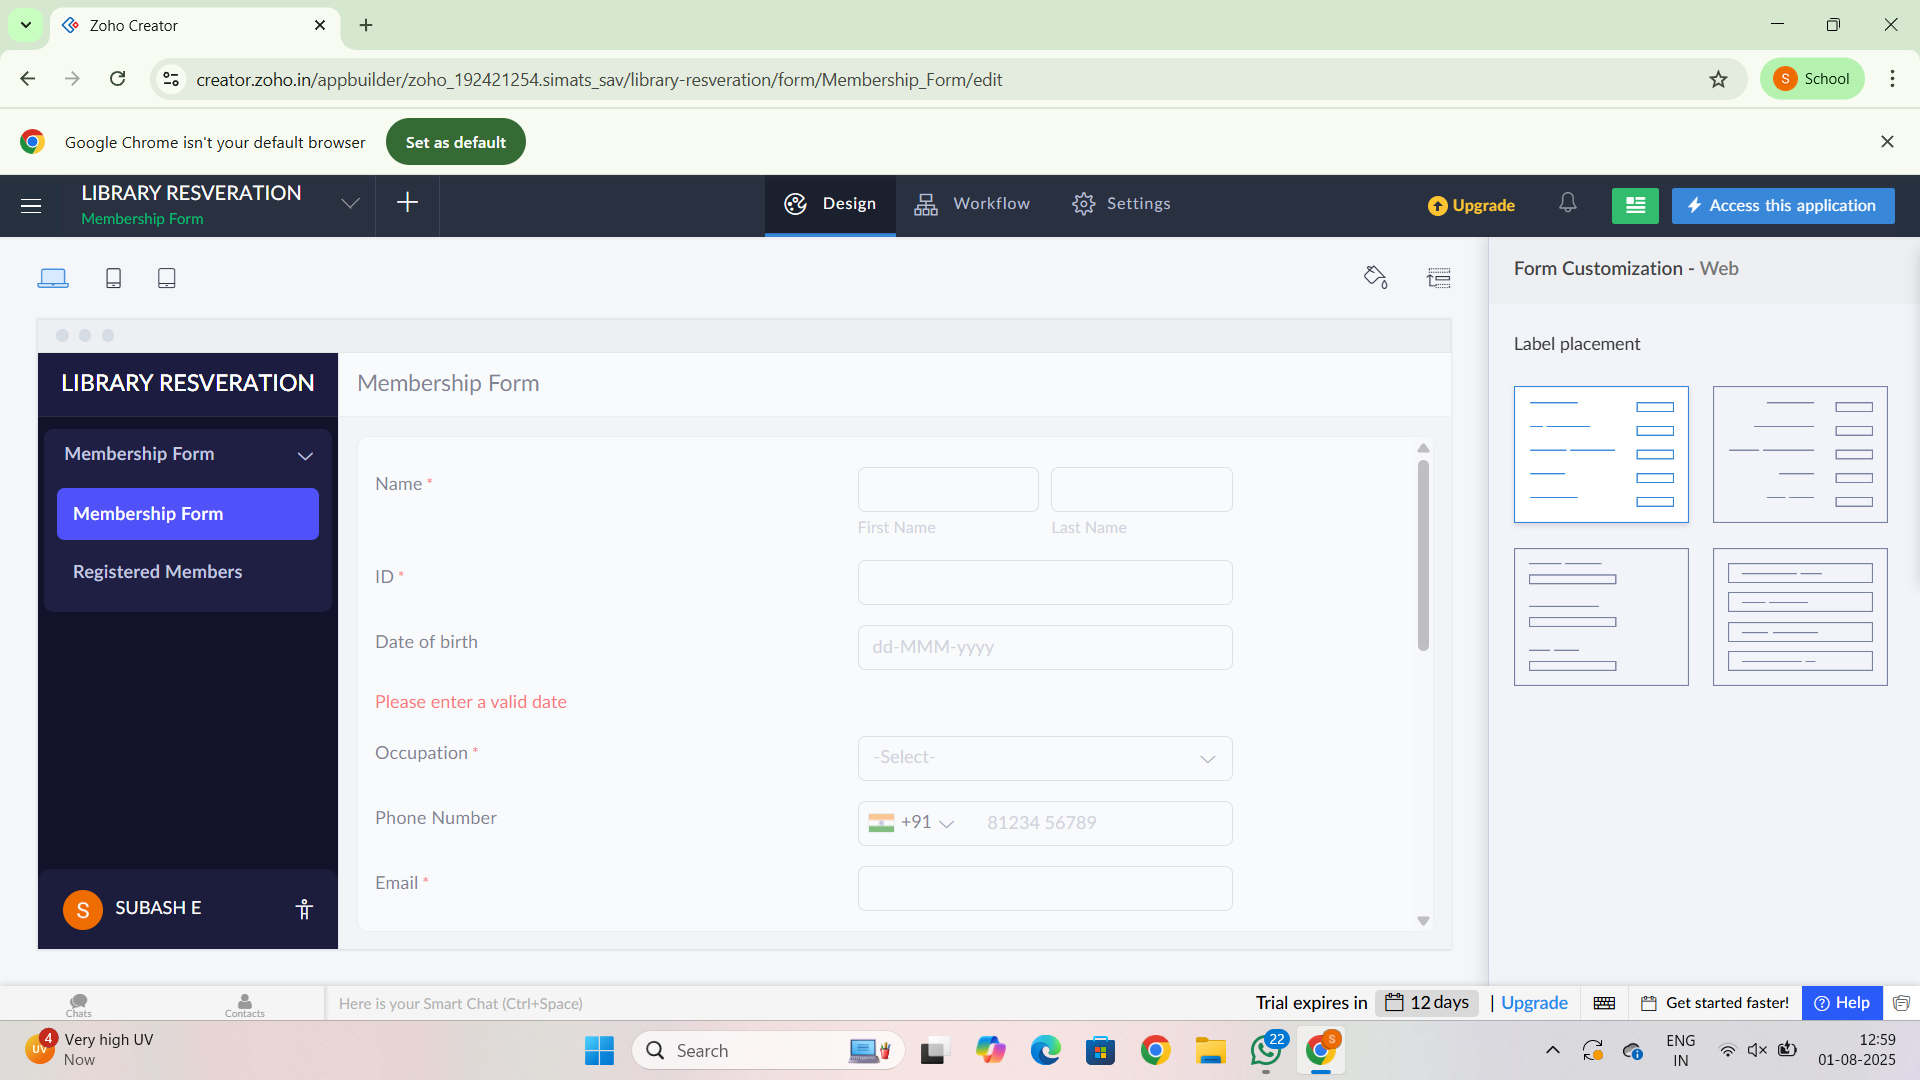 Zoho Creator
creator.zoho.in/appbuilder/zoho_192421254.simats_sav/library-resveration/form/Membership_Form/edit
S School
Google Chrome isn't your default browser
Set as default
LIBRARY RESVERATION
Membership Form
Design
Workflow
Settings
Upgrade
Access this application
Form Customization - Web
Label placement
LIBRARY RESVERATION
Membership Form
Membership Form
Membership Form
Registered Members
S SUBASH E
Name *
First Name
Last Name
ID *
Date of birth
dd-MMM-yyyy
Please enter a valid date
Occupation *
-Select-
Phone Number
+91
81234 56789
Email *
Chats
Contacts
Here is your Smart Chat (Ctrl+Space)
Trial expires in 12 days | Upgrade
Get started faster!
Help
UV 4
Very high UV
Now
Search
22
S
ENG
IN
12:59
01-08-2025